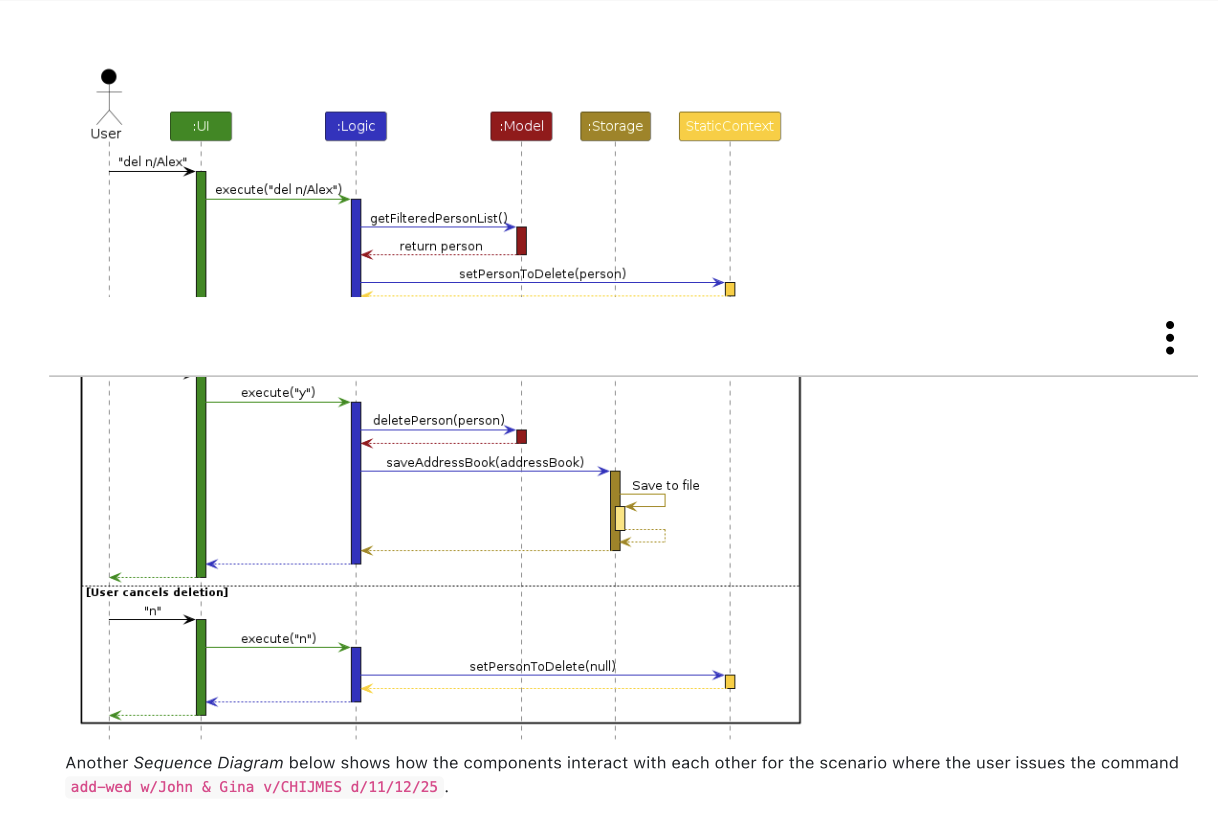 User
:UI
:Logic
:Model
:Storage
StaticContext
"del n/Alex"
execute("del n/Alex")
getFilteredPersonList()
return person
setPersonToDelete(person)
execute("y")
deletePerson(person)
saveAddressBook(addressBook)
Save to file
[User cancels deletion]
"n"
execute("n")
setPersonToDelete(null)
Another Sequence Diagram below shows how the components interact with each other for the scenario where the user issues the command
add-wed w/John & Gina v/CHIJMES d/11/12/25 .